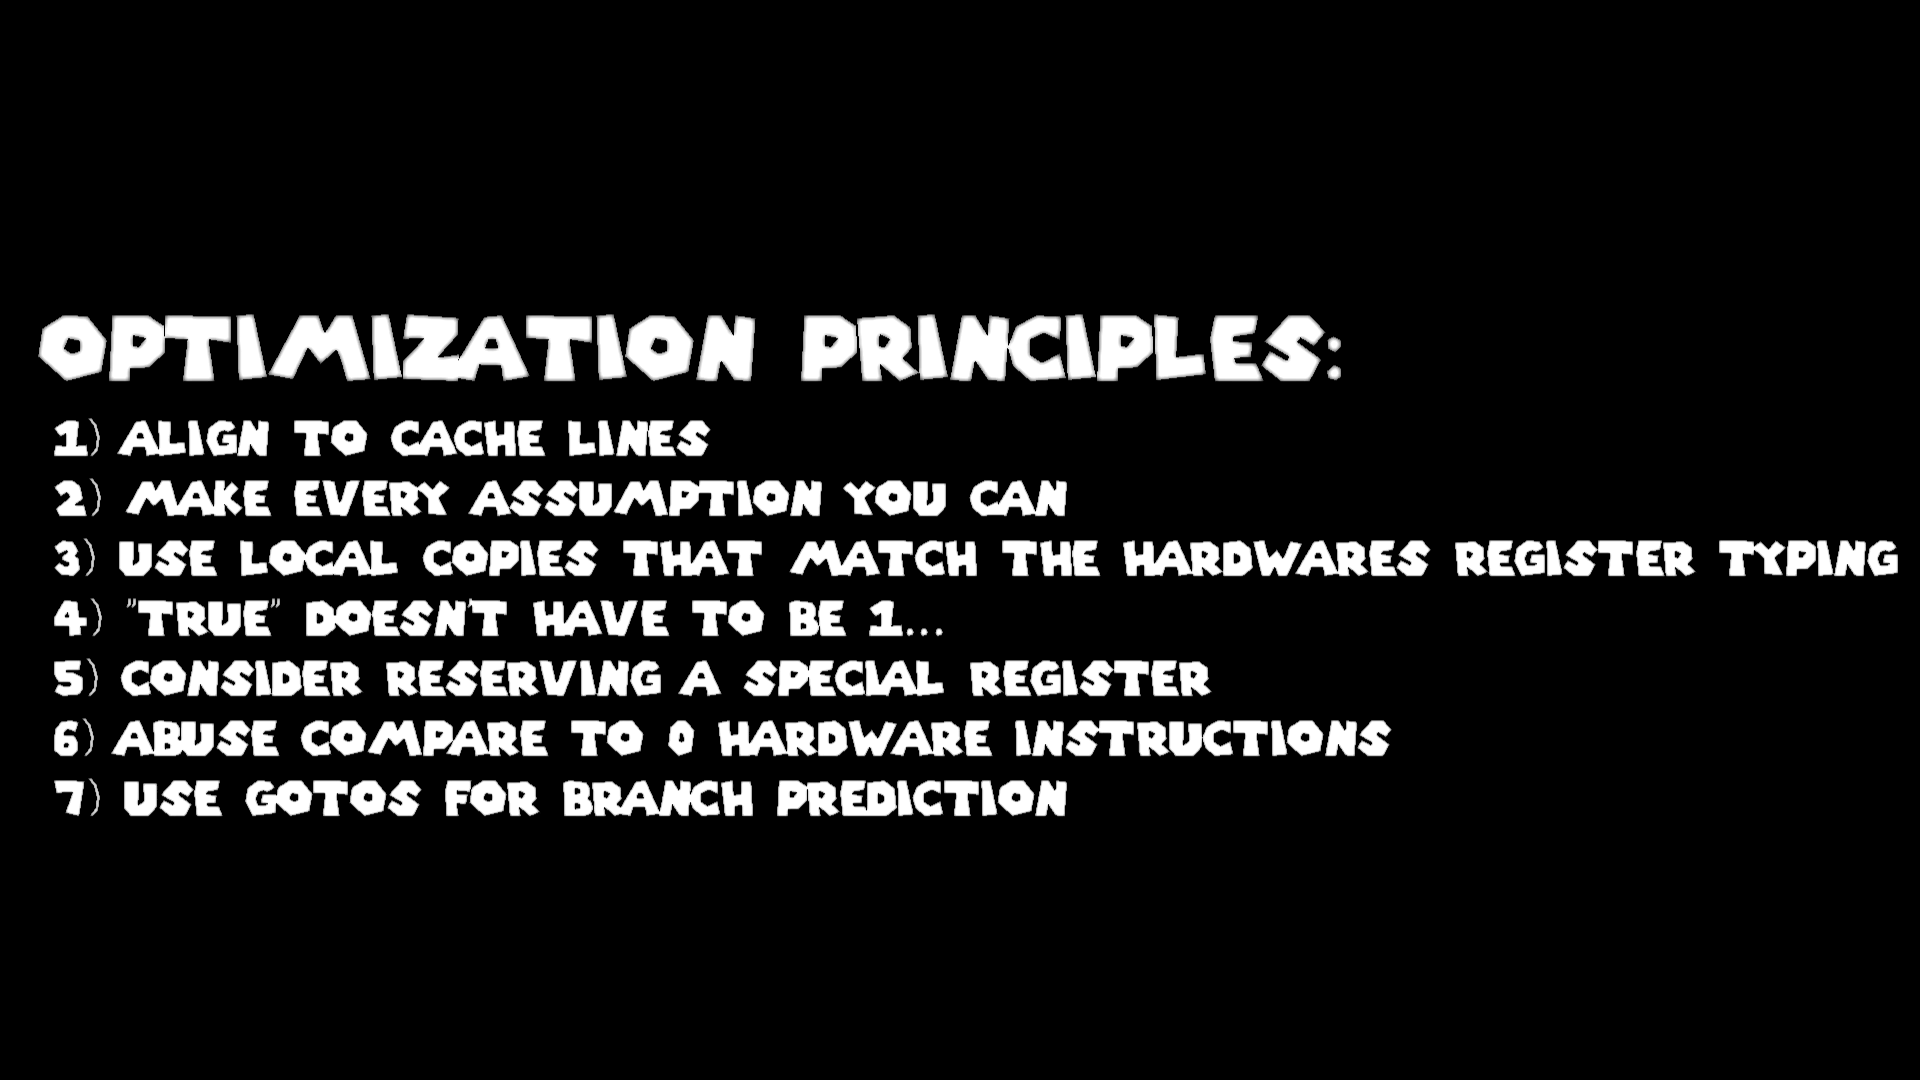 OPTIMIZATION PRINCIPLES:
1) ALIGN TO CACHE LINES
2) MAKE EVERY ASSUMPTION YOU CAN
3) USE LOCAL COPIES THAT MATCH THE HARDWARES REGISTER TYPING
4) "TRUE" DOESN'T HAVE TO BE 1...
5) CONSIDER RESERVING A SPECIAL REGISTER
6) ABUSE COMPARE TO 0 HARDWARE INSTRUCTIONS
7) USE GOTOS FOR BRANCH PREDICTION